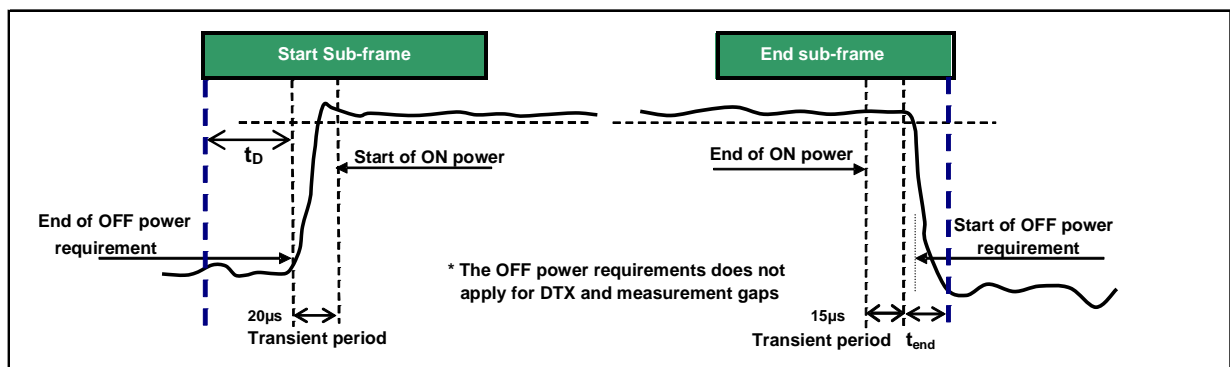 Start Sub-frame
End sub-frame
tD
Start of ON power
End of ON power
End of OFF power
requirement
Start of OFF power
requirement
* The OFF power requirements does not
apply for DTX and measurement gaps
20µs
Transient period
15µs
Transient period
tend